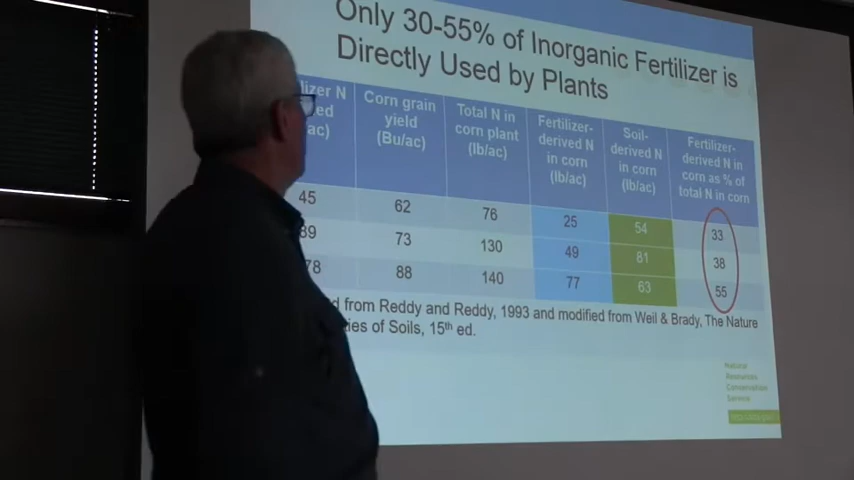 Only 30-55% of Inorganic Fertilizer is
Directly Used by Plants
lizer N
ed
ac)
Corn grain
yield
(Bu/ac)
Total N in
corn plant
(lb/ac)
Fertilizer-
derived N
in corn
(lb/ac)
Soil-
derived N
in corn
(lb/ac)
Fertilizer-
derived N in
corn as % of
total N in corn
45 62 76 25 54 33
89 73 130 49 81 38
78 88 140 77 63 55
d from Reddy and Reddy, 1993 and modified from Weil & Brady, The Nature
ies of Soils, 15th ed.
Natural
Resources
Conservation
Service